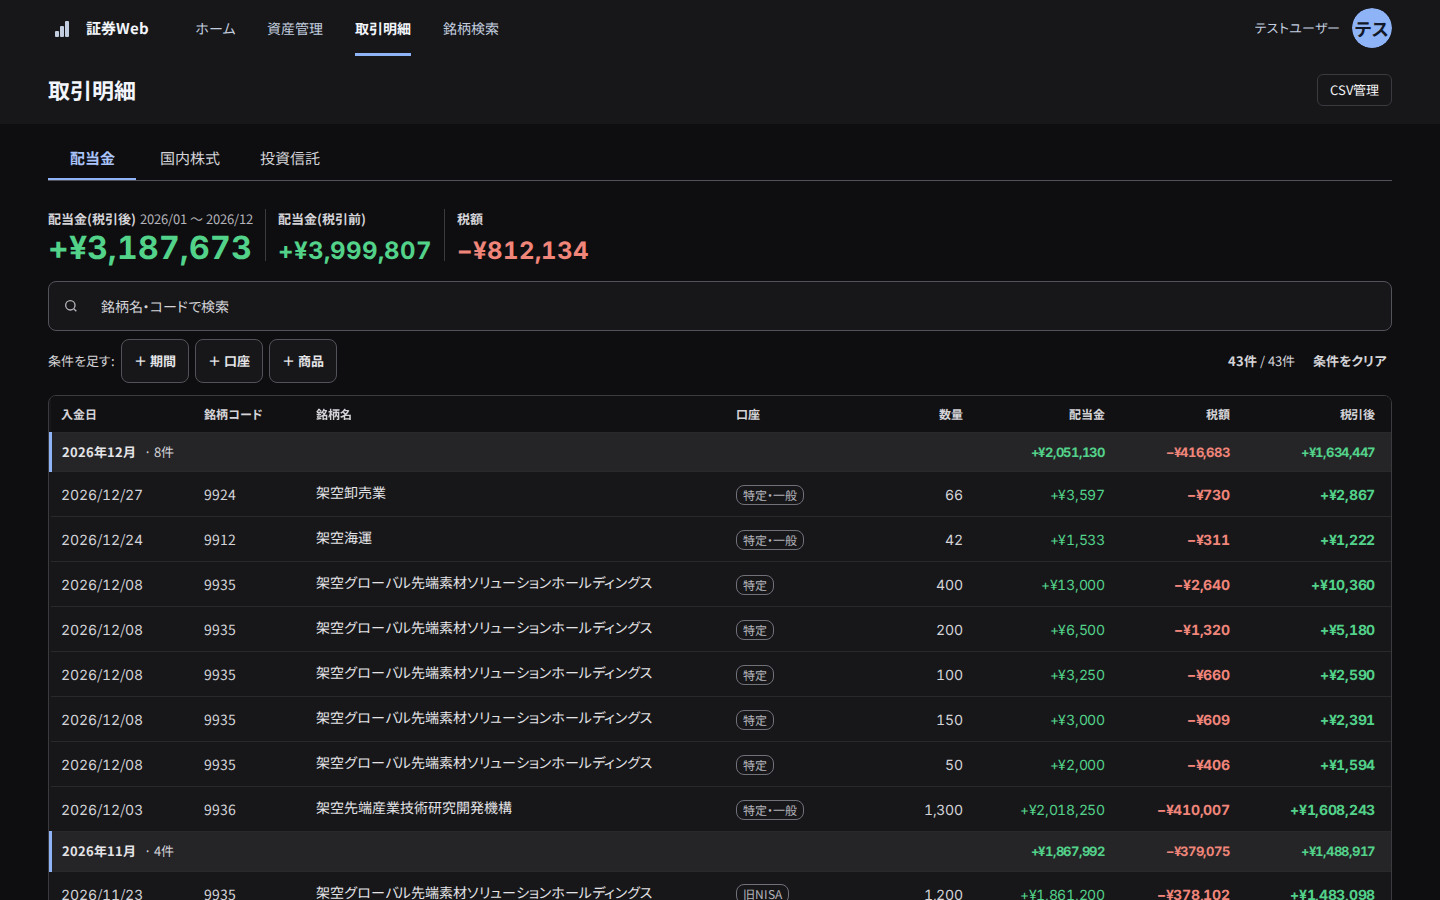 証券Web ホーム 資産管理 取引明細 銘柄検索 テストユーザー テス
取引明細 CSV管理
配当金 国内株式 投資信託
配当金(税引後) 2026/01 〜 2026/12 配当金(税引前) 税額
+¥3,187,673 +¥3,999,807 −¥812,134
銘柄名・コードで検索
条件を足す: + 期間 + 口座 + 商品 43件 / 43件 条件をクリア
入金日 銘柄コード 銘柄名 口座 数量 配当金 税額 税引後
2026年12月 · 8件 +¥2,051,130 −¥416,683 +¥1,634,447
2026/12/27 9924 架空卸売業 特定・一般 66 +¥3,597 −¥730 +¥2,867
2026/12/24 9912 架空海運 特定・一般 42 +¥1,533 −¥311 +¥1,222
2026/12/08 9935 架空グローバル先端素材ソリューションホールディングス 特定 400 +¥13,000 −¥2,640 +¥10,360
2026/12/08 9935 架空グローバル先端素材ソリューションホールディングス 特定 200 +¥6,500 −¥1,320 +¥5,180
2026/12/08 9935 架空グローバル先端素材ソリューションホールディングス 特定 100 +¥3,250 −¥660 +¥2,590
2026/12/08 9935 架空グローバル先端素材ソリューションホールディングス 特定 150 +¥3,000 −¥609 +¥2,391
2026/12/08 9935 架空グローバル先端素材ソリューションホールディングス 特定 50 +¥2,000 −¥406 +¥1,594
2026/12/03 9936 架空先端産業技術研究開発機構 特定・一般 1,300 +¥2,018,250 −¥410,007 +¥1,608,243
2026年11月 · 4件 +¥1,867,992 −¥379,075 +¥1,488,917
2026/11/23 9935 架空グローバル先端素材ソリューションホールディングス 旧NISA 1,200 +¥1,861,200 −¥378,102 +¥1,483,098